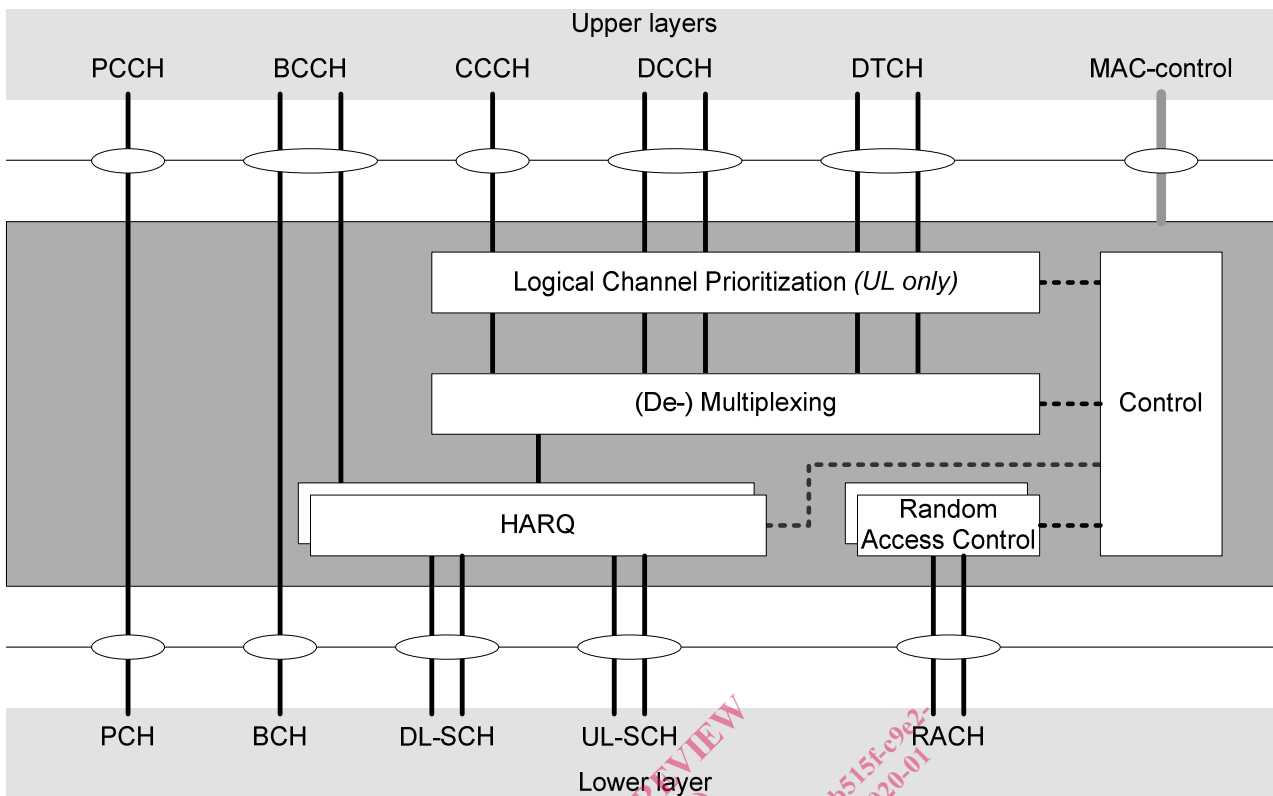 Upper layers
PCCH BCCH CCCH DCCH DTCH MAC-control
Logical Channel Prioritization (UL only)
(De-) Multiplexing
Control
HARQ
Random
Access Control
PCH BCH DL-SCH UL-SCH RACH
Lower layer